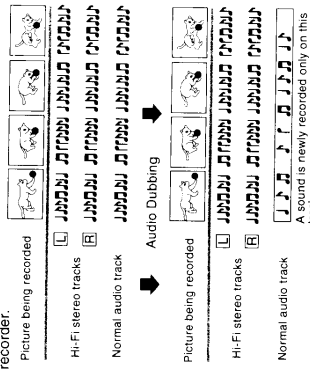 recorder.
Picture being recorded
Hi-Fi stereo tracks
L
R
Normal audio track
Audio Dubbing
Picture being recorded
Hi-Fi stereo tracks
L
R
Normal audio track
A sound is newly recorded only on this